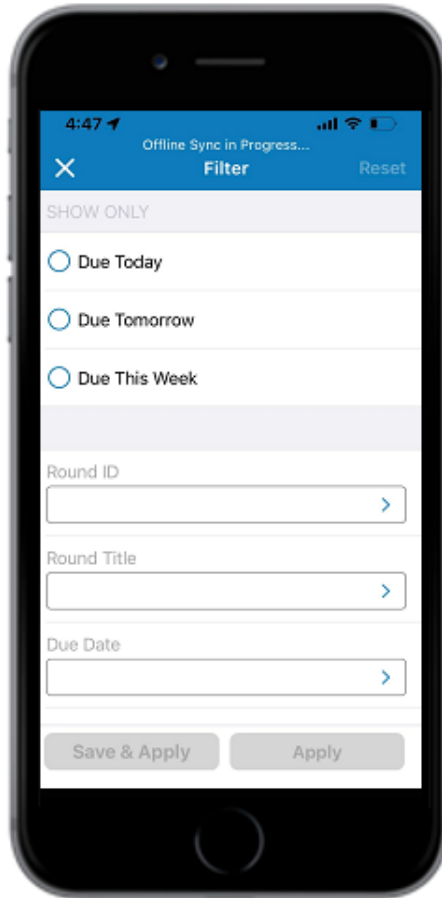 4:47
Offline Sync in Progress...
Filter
Reset
SHOW ONLY
Due Today
Due Tomorrow
Due This Week
Round ID
Round Title
Due Date
Save & Apply
Apply